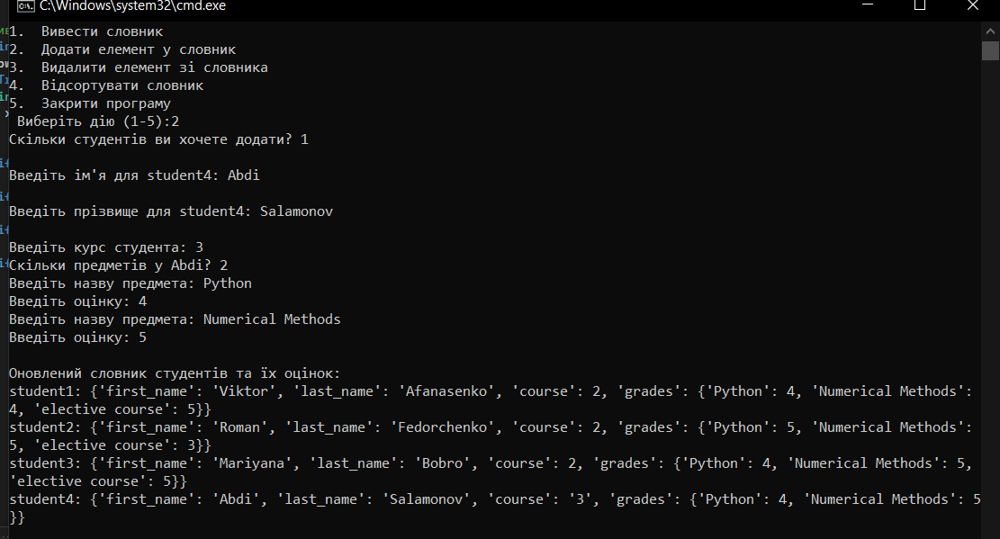 C:\Windows\system32\cmd.exe
1.  Вивести словник
2.  Додати елемент у словник
3.  Видалити елемент зі словника
4.  Відсортувати словник
5.  Закрити програму
 Виберіть дію (1-5):2
Скільки студентів ви хочете додати? 1
Введіть ім'я для student4: Abdi
Введіть прізвище для student4: Salamonov
Введіть курс студента: 3
Скільки предметів у Abdi? 2
Введіть назву предмета: Python
Введіть оцінку: 4
Введіть назву предмета: Numerical Methods
Введіть оцінку: 5
Оновлений словник студентів та їх оцінок:
student1: {'first_name': 'Viktor', 'last_name': 'Afanasenko', 'course': 2, 'grades': {'Python': 4, 'Numerical Methods':
4, 'elective course': 5}}
student2: {'first_name': 'Roman', 'last_name': 'Fedorchenko', 'course': 2, 'grades': {'Python': 5, 'Numerical Methods':
5, 'elective course': 3}}
student3: {'first_name': 'Mariyana', 'last_name': 'Bobro', 'course': 2, 'grades': {'Python': 4, 'Numerical Methods': 5,
'elective course': 5}}
student4: {'first_name': 'Abdi', 'last_name': 'Salamonov', 'course': '3', 'grades': {'Python': 4, 'Numerical Methods': 5
}}